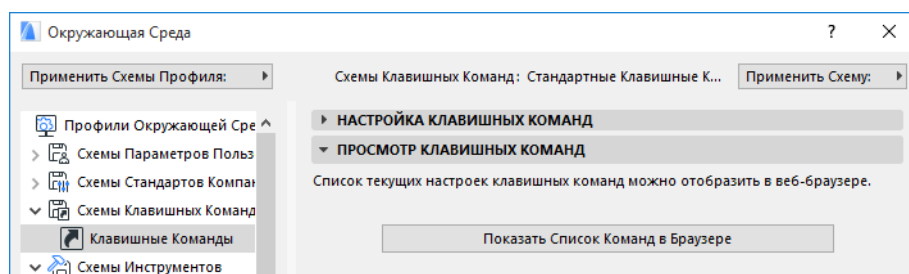 Окружающая Среда ?
Применить Схемы Профиля: Схемы Клавишных Команд: Стандартные Клавишные К... Применить Схему:
Профили Окружающей Сре
Схемы Параметров Польз
Схемы Стандартов Компан
Схемы Клавишных Команд
Клавишные Команды
Схемы Инструментов
НАСТРОЙКА КЛАВИШНЫХ КОМАНД
ПРОСМОТР КЛАВИШНЫХ КОМАНД
Список текущих настроек клавишных команд можно отобразить в веб-браузере.
Показать Список Команд в Браузере